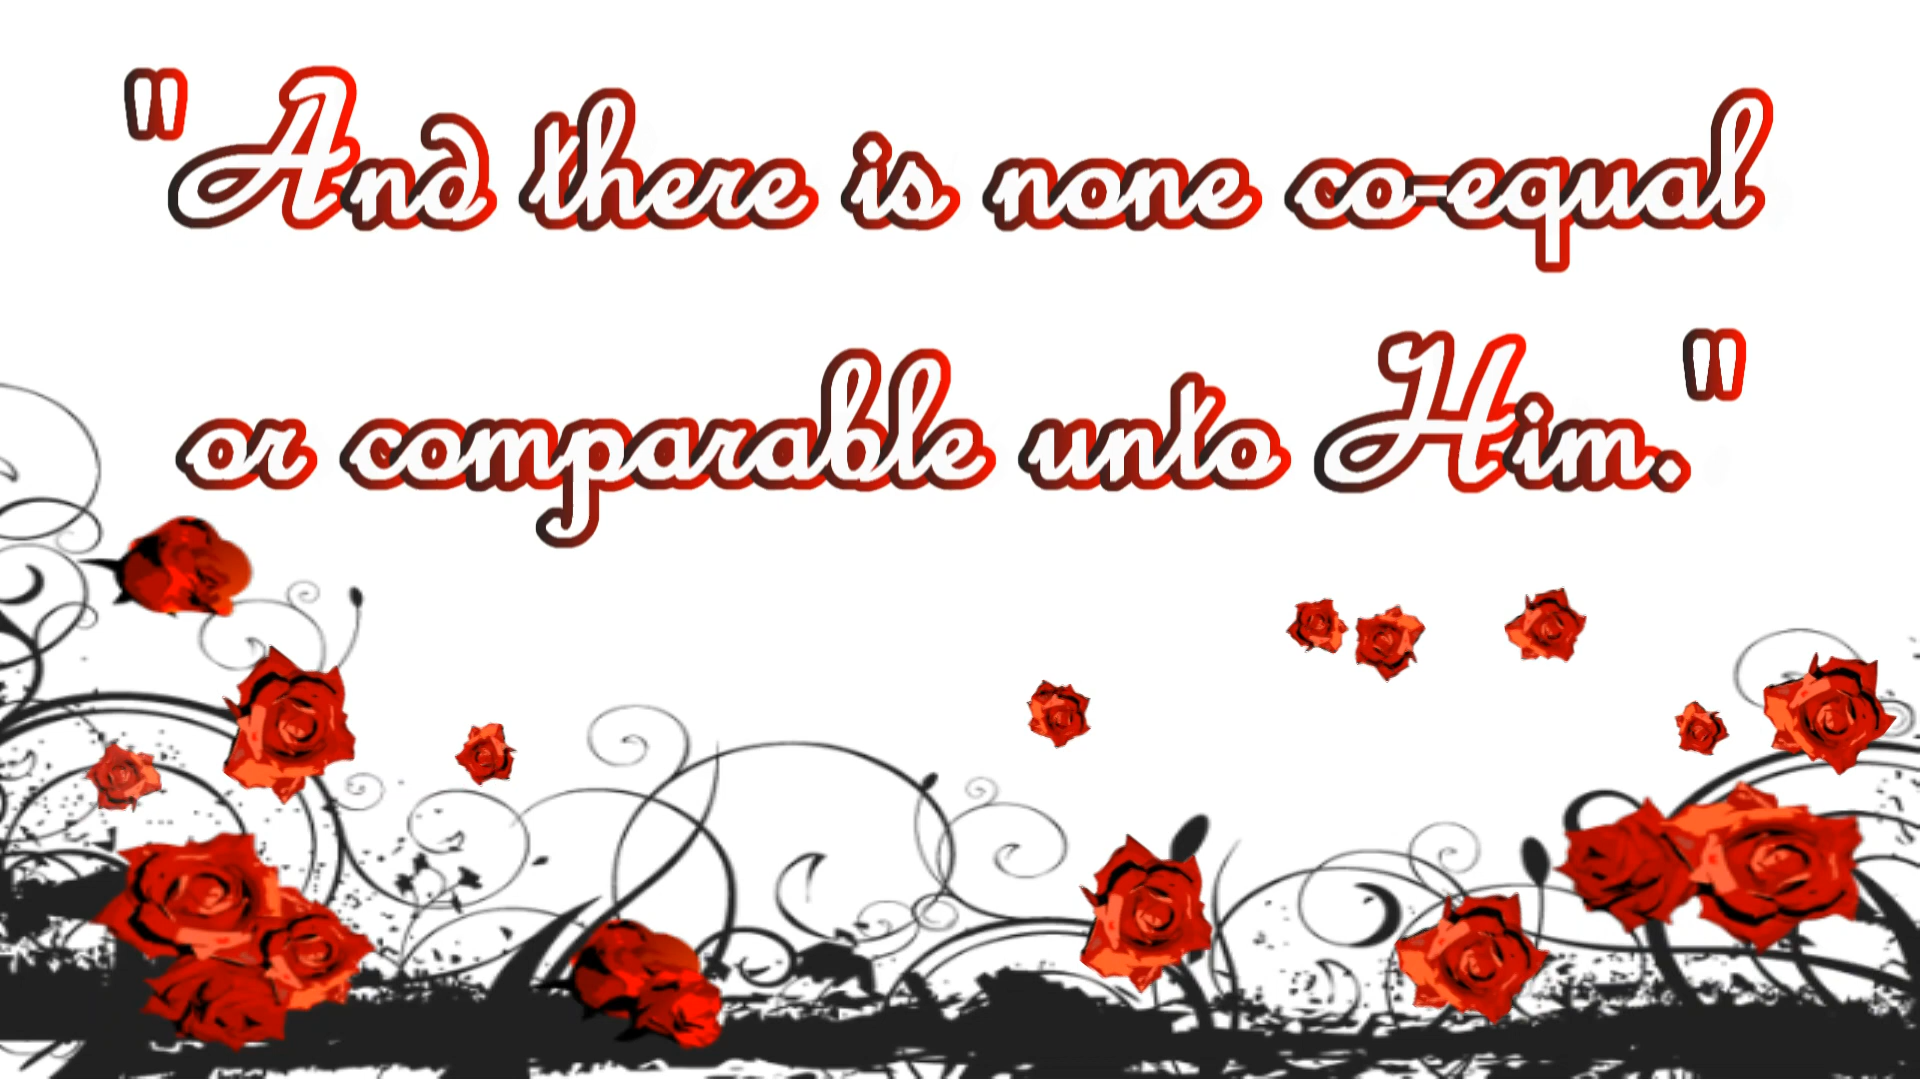 "And there is none co-equal
or comparable unto Him."